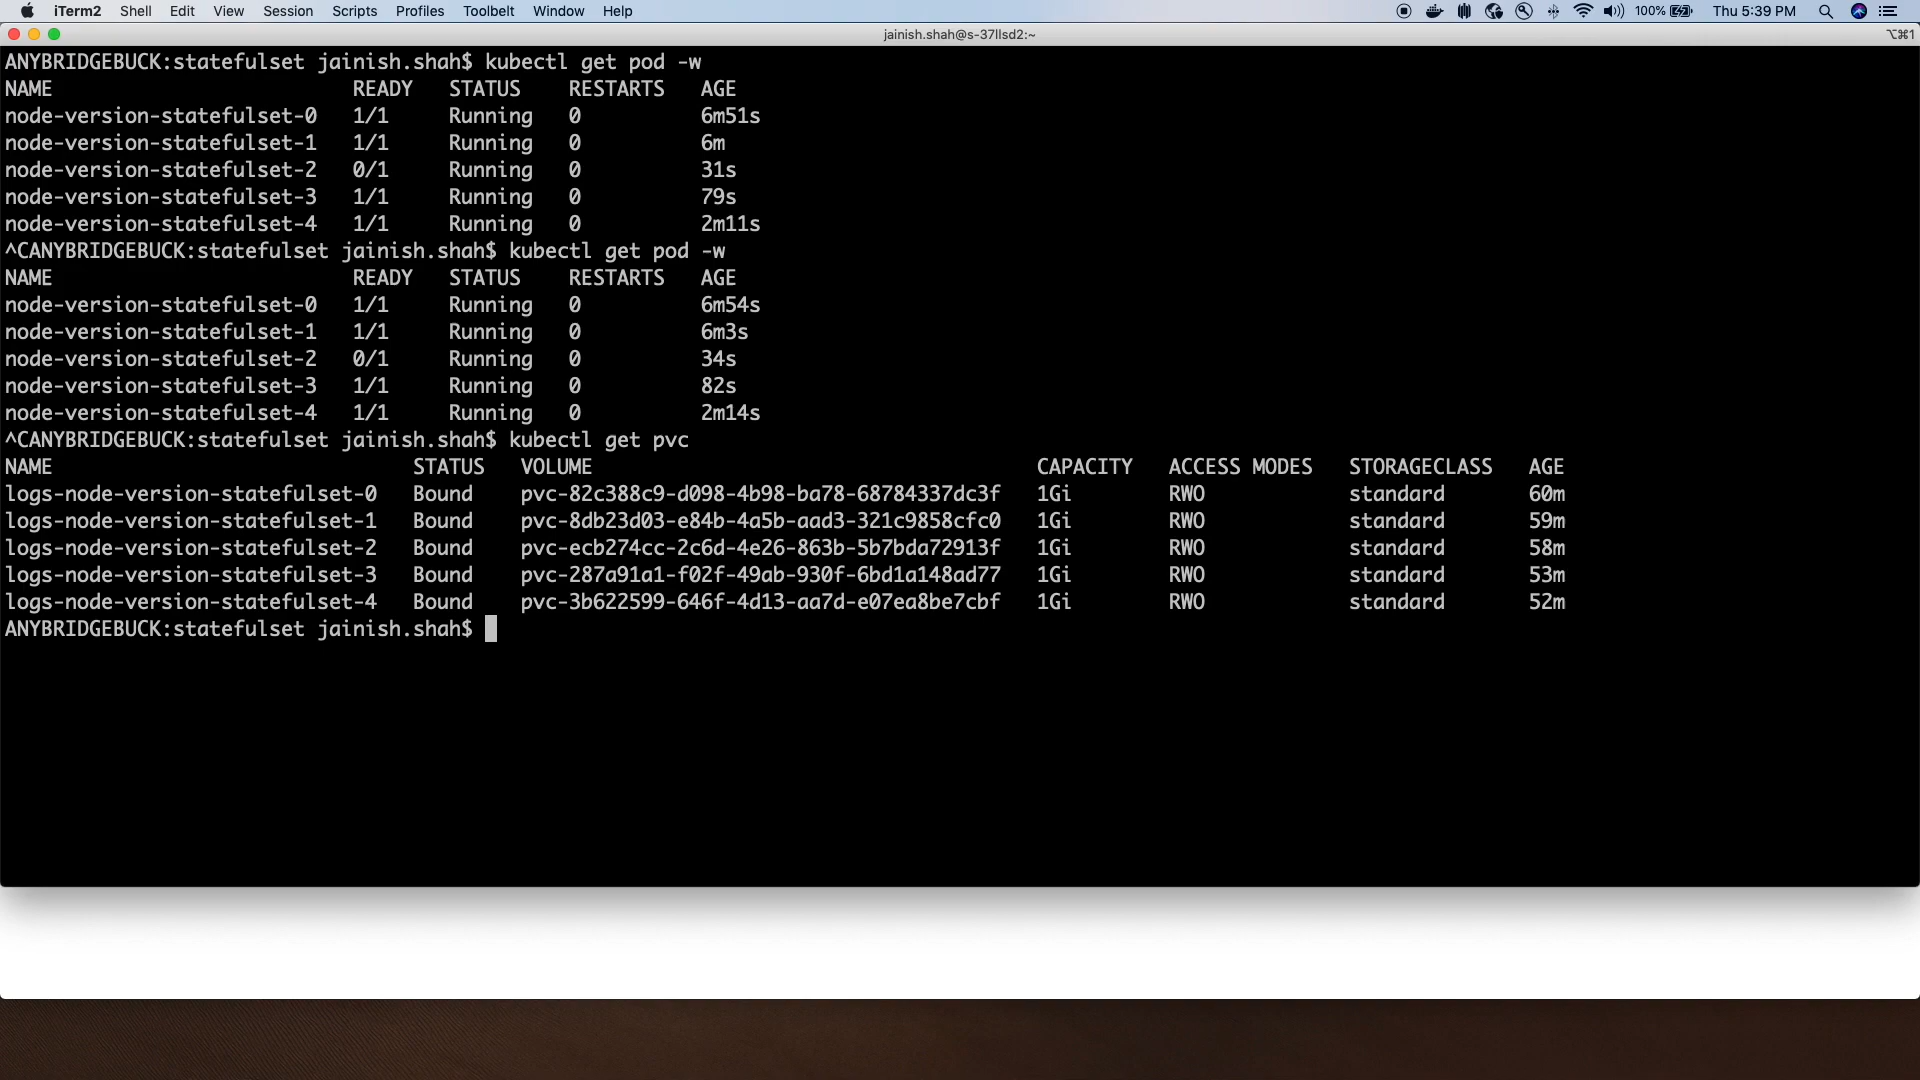 iTerm2 Shell Edit View Session Scripts Profiles Toolbelt Window Help 100% Thu 5:39 PM
jainish.shah@s-37llsd2:~ ⌥⌘1
ANYBRIDGEBUCK:statefulset jainish.shah$ kubectl get pod -w
NAME READY STATUS RESTARTS AGE
node-version-statefulset-0 1/1 Running 0 6m51s
node-version-statefulset-1 1/1 Running 0 6m
node-version-statefulset-2 0/1 Running 0 31s
node-version-statefulset-3 1/1 Running 0 79s
node-version-statefulset-4 1/1 Running 0 2m11s
^CANYBRIDGEBUCK:statefulset jainish.shah$ kubectl get pod -w
NAME READY STATUS RESTARTS AGE
node-version-statefulset-0 1/1 Running 0 6m54s
node-version-statefulset-1 1/1 Running 0 6m3s
node-version-statefulset-2 0/1 Running 0 34s
node-version-statefulset-3 1/1 Running 0 82s
node-version-statefulset-4 1/1 Running 0 2m14s
^CANYBRIDGEBUCK:statefulset jainish.shah$ kubectl get pvc
NAME STATUS VOLUME CAPACITY ACCESS MODES STORAGECLASS AGE
logs-node-version-statefulset-0 Bound pvc-82c388c9-d098-4b98-ba78-68784337dc3f 1Gi RWO standard 60m
logs-node-version-statefulset-1 Bound pvc-8db23d03-e84b-4a5b-aad3-321c9858cfc0 1Gi RWO standard 59m
logs-node-version-statefulset-2 Bound pvc-ecb274cc-2c6d-4e26-863b-5b7bda72913f 1Gi RWO standard 58m
logs-node-version-statefulset-3 Bound pvc-287a91a1-f02f-49ab-930f-6bd1a148ad77 1Gi RWO standard 53m
logs-node-version-statefulset-4 Bound pvc-3b622599-646f-4d13-aa7d-e07ea8be7cbf 1Gi RWO standard 52m
ANYBRIDGEBUCK:statefulset jainish.shah$